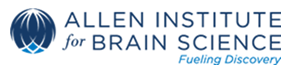 ALLEN INSTITUTE
for BRAIN SCIENCE
Fueling Discovery